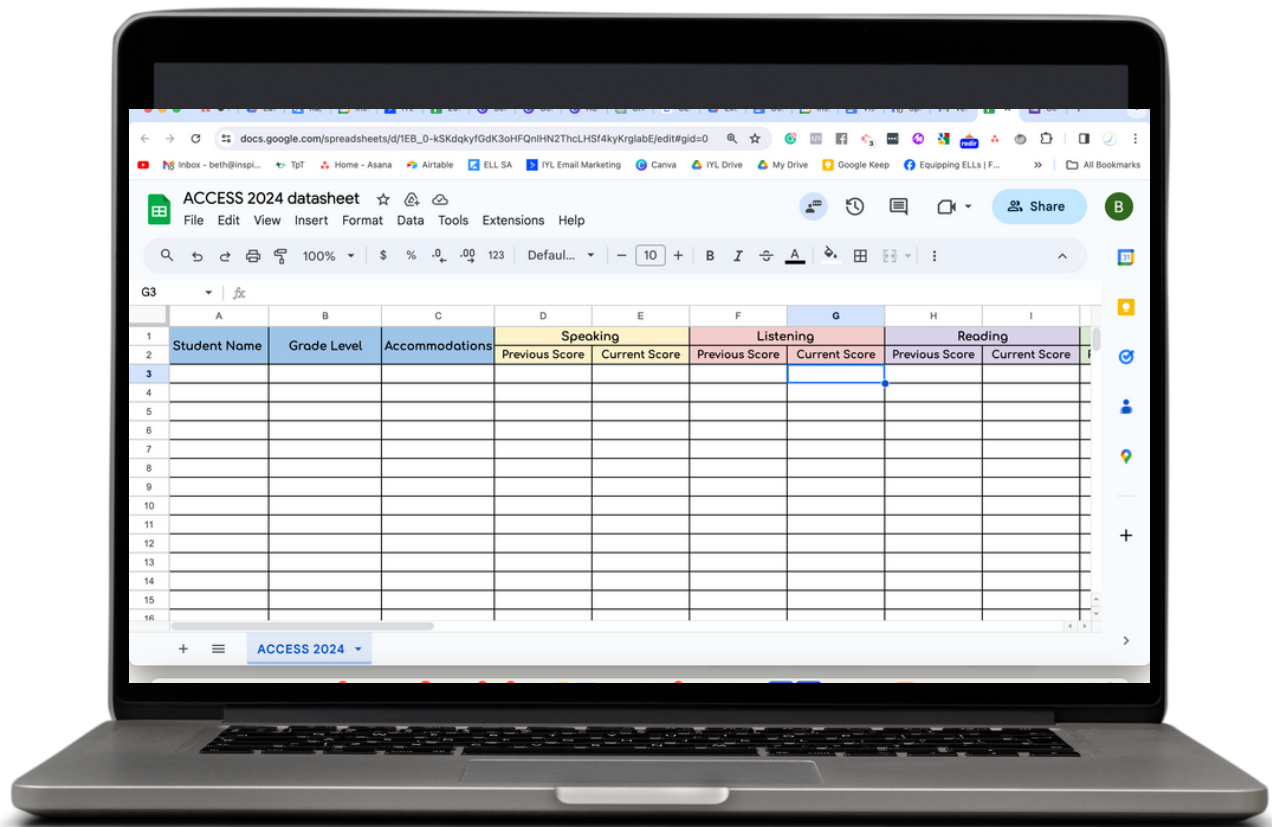 docs.google.com/spreadsheets/d/1EB_0-kSKdqkyfGdK3oHFQnIHN2ThcLHSf4kyKrglabE/edit#gid=0
Inbox - beth@inspi... TpT Home - Asana Airtable ELL SA IYL Email Marketing Canva IYL Drive My Drive Google Keep Equipping ELLs | F... » All Bookmarks
ACCESS 2024 datasheet
File Edit View Insert Format Data Tools Extensions Help
Share
B
100% $ % .0 .00 123 Defaul... − 10 + B I A
31
G3 fx
A B C D E F G H I
1 Student Name Grade Level Accommodations Speaking Listening Reading
2 Previous Score Current Score Previous Score Current Score Previous Score Current Score
3
4
5
6
7
8
9
10
11
12
13
14
15
16
+ ACCESS 2024